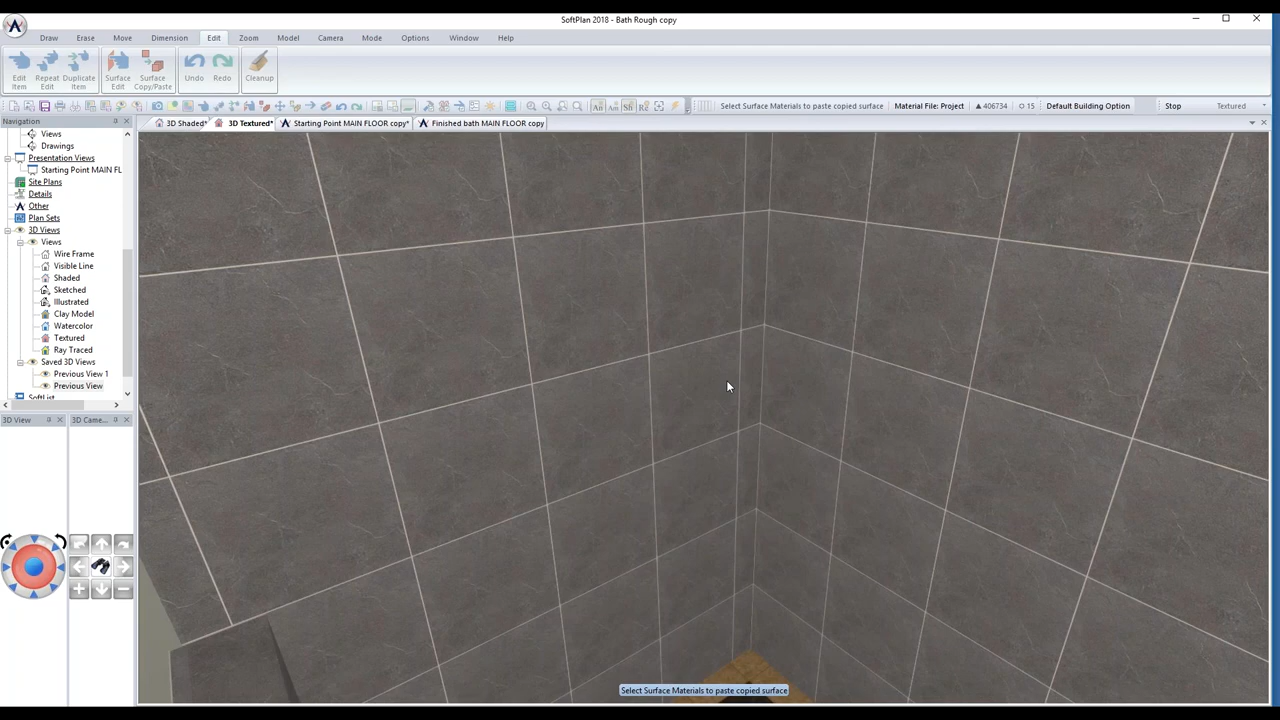 SoftPlan 2018 - Bath Rough copy
Draw Erase Move Dimension Edit Zoom Model Camera Mode Options Window Help
Edit Item
Repeat Edit
Duplicate Item
Surface Edit
Surface Copy/Paste
Undo
Redo
Cleanup
Select Surface Materials to paste copied surface Material File: Project 406734 15 Default Building Option Stop Textured
Navigation
3D Shaded* 3D Textured* Starting Point MAIN FLOOR copy* Finished bath MAIN FLOOR copy
Views
Drawings
Presentation Views
Starting Point MAIN FL
Site Plans
Details
Other
Plan Sets
3D Views
Views
Wire Frame
Visible Line
Shaded
Sketched
Illustrated
Clay Model
Watercolor
Textured
Ray Traced
Saved 3D Views
Previous View 1
Previous View
SoftList
3D View 3D Came...
Select Surface Materials to paste copied surface